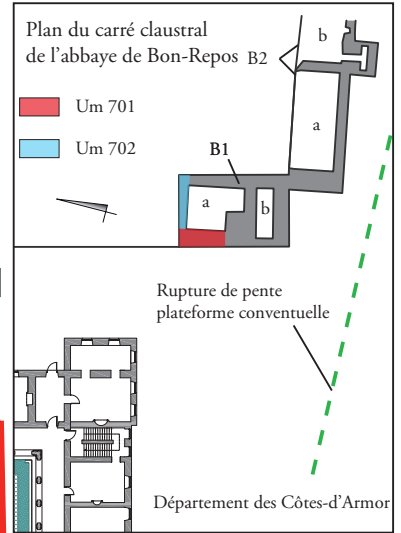 Plan du carré claustral
de l’abbaye de Bon-Repos
B2
b
Um 701
a
Um 702
B1
a
b
Rupture de pente
plateforme conventuelle
Département des Côtes-d’Armor